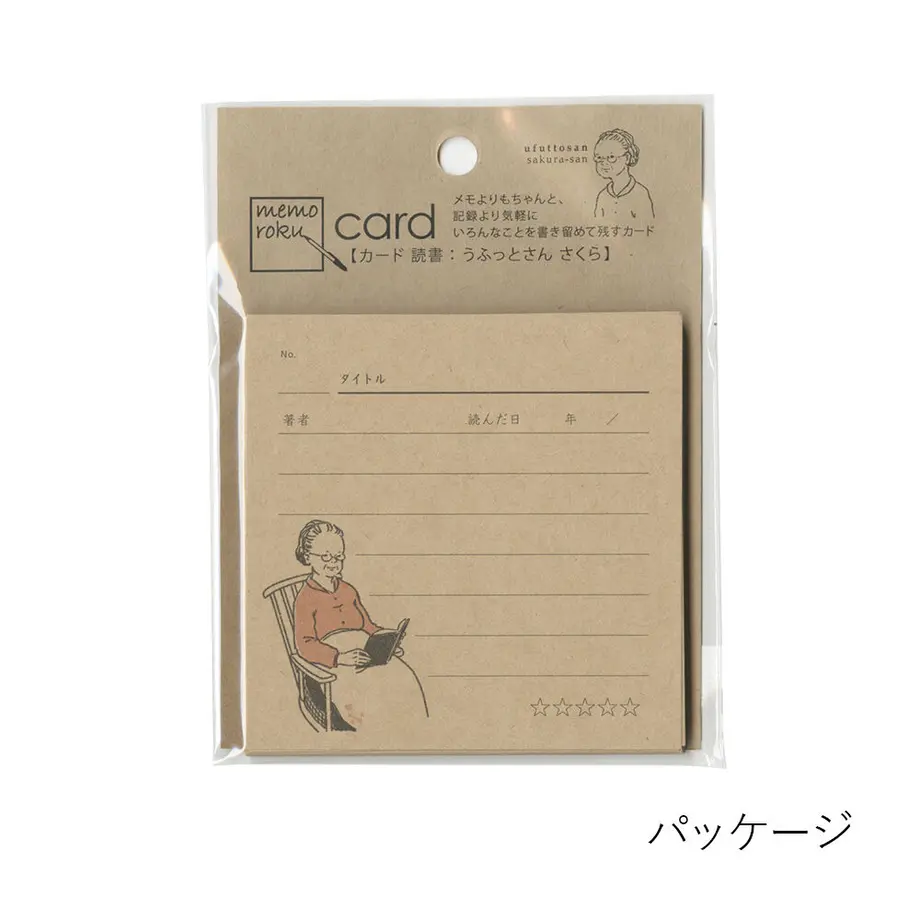 ufuttosan
sakura-san
memo
roku
card
メモよりもちゃんと、
記録より気軽に
いろんなことを書き留めて残すカード
【カード 読書：うふっとさん さくら】
No.
タイトル
著者 読んだ日 年 ／
☆☆☆☆☆
パッケージ